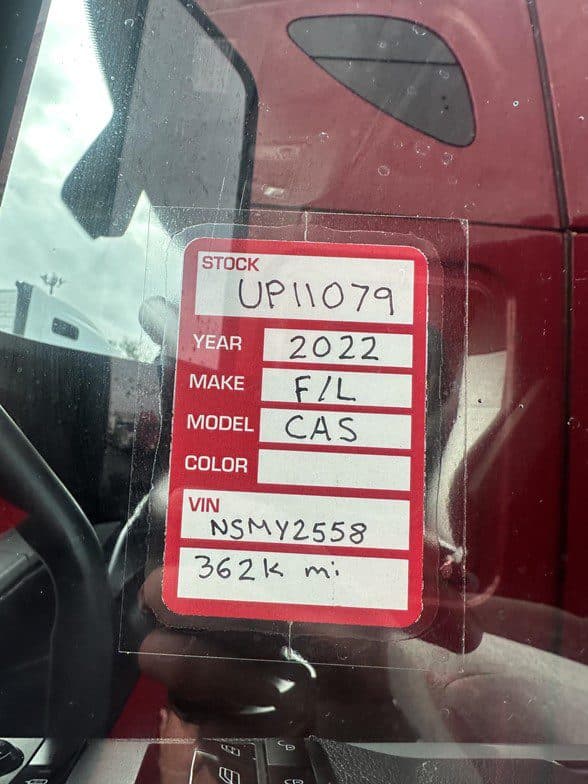 STOCK
UP11079
YEAR 2022
MAKE F/L
MODEL CAS
COLOR
VIN
NSMY2558
362K mi